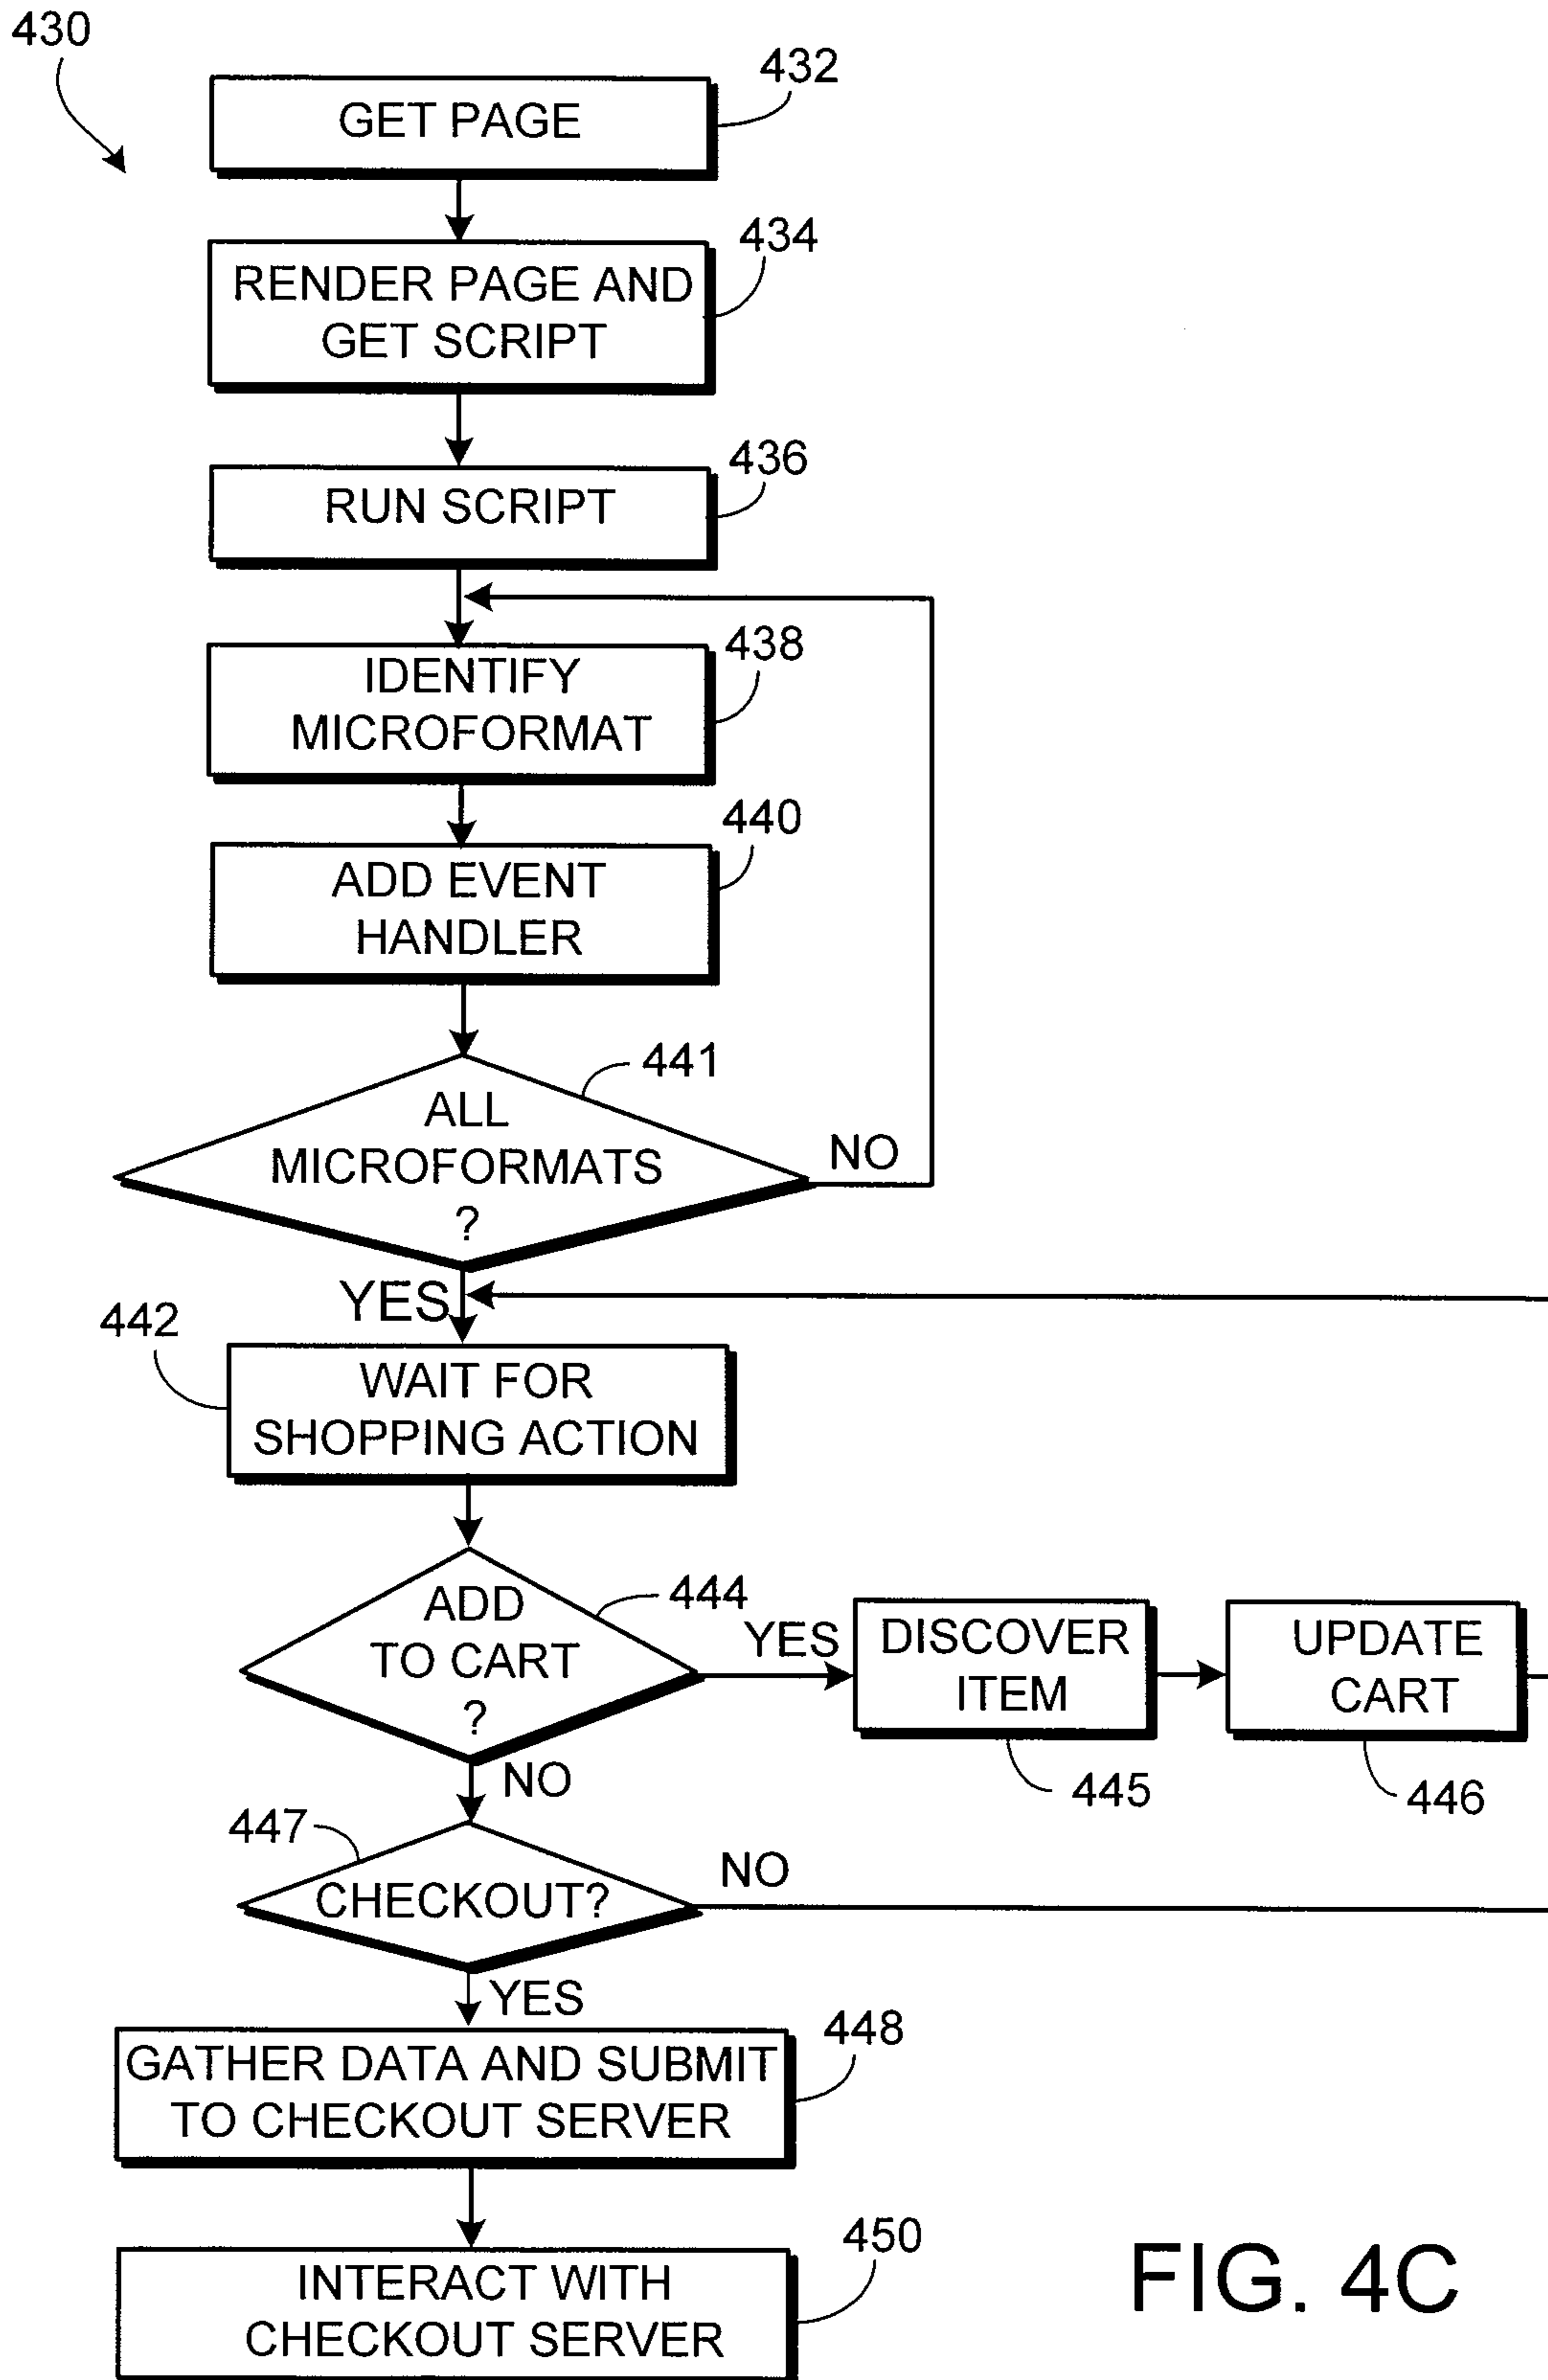 430
432
GET PAGE
434
RENDER PAGE AND
GET SCRIPT
436
RUN SCRIPT
438
IDENTIFY
MICROFORMAT
440
ADD EVENT
HANDLER
441
ALL
MICROFORMATS
?
NO
YES
442
WAIT FOR
SHOPPING ACTION
444
ADD
TO CART
?
YES
DISCOVER
ITEM
445
UPDATE
CART
446
NO
447
CHECKOUT?
NO
YES
448
GATHER DATA AND SUBMIT
TO CHECKOUT SERVER
450
INTERACT WITH
CHECKOUT SERVER
FIG. 4C